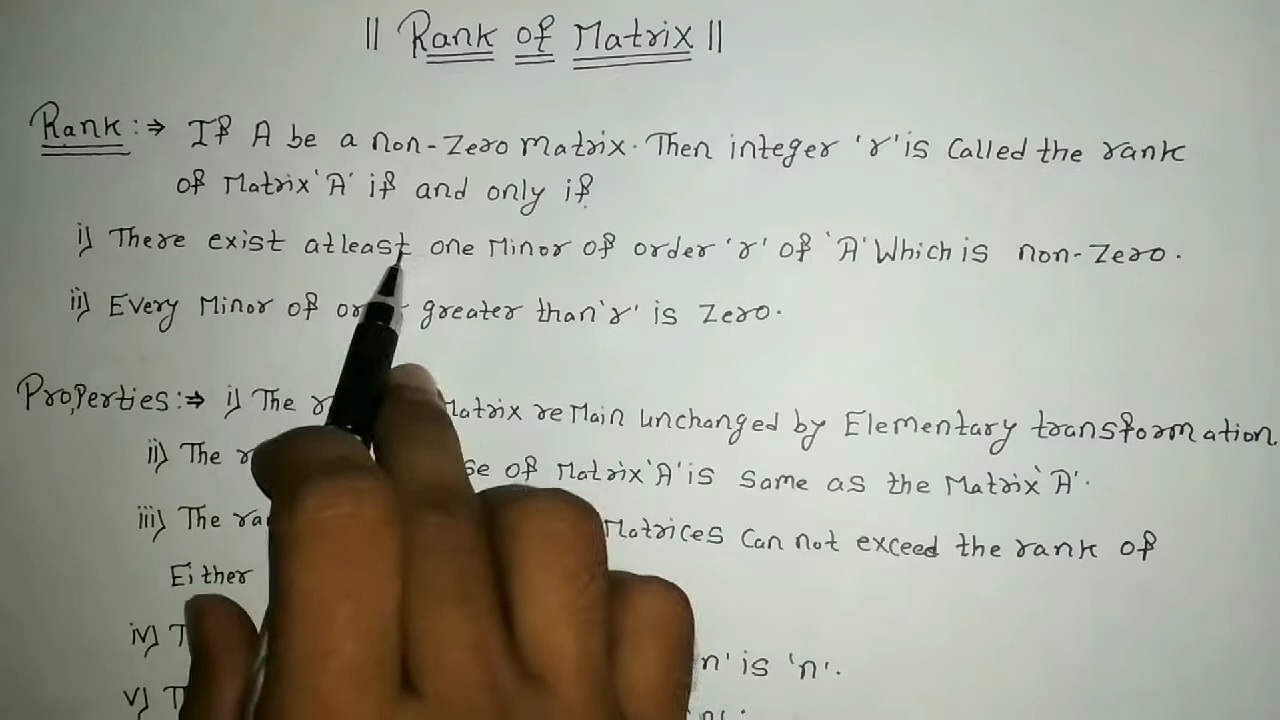 || Rank of Matrix ||
Rank :⇒ If A be a non-Zero matrix. Then integer 'r' is Called the rank
of Matrix 'A' if and only if
i) There exist atleast one Minor of order 'r' of 'A' Which is non-Zero.
ii) Every Minor of greater than 'r' is Zero.
Properties :⇒ i) The Matrix remain unchanged by Elementary transformation.
ii) The of Matrix 'A' is same as the Matrix 'A'.
iii) The Matrices Can not exceed the rank of
Either
iv) 'n' is 'n'.
v)